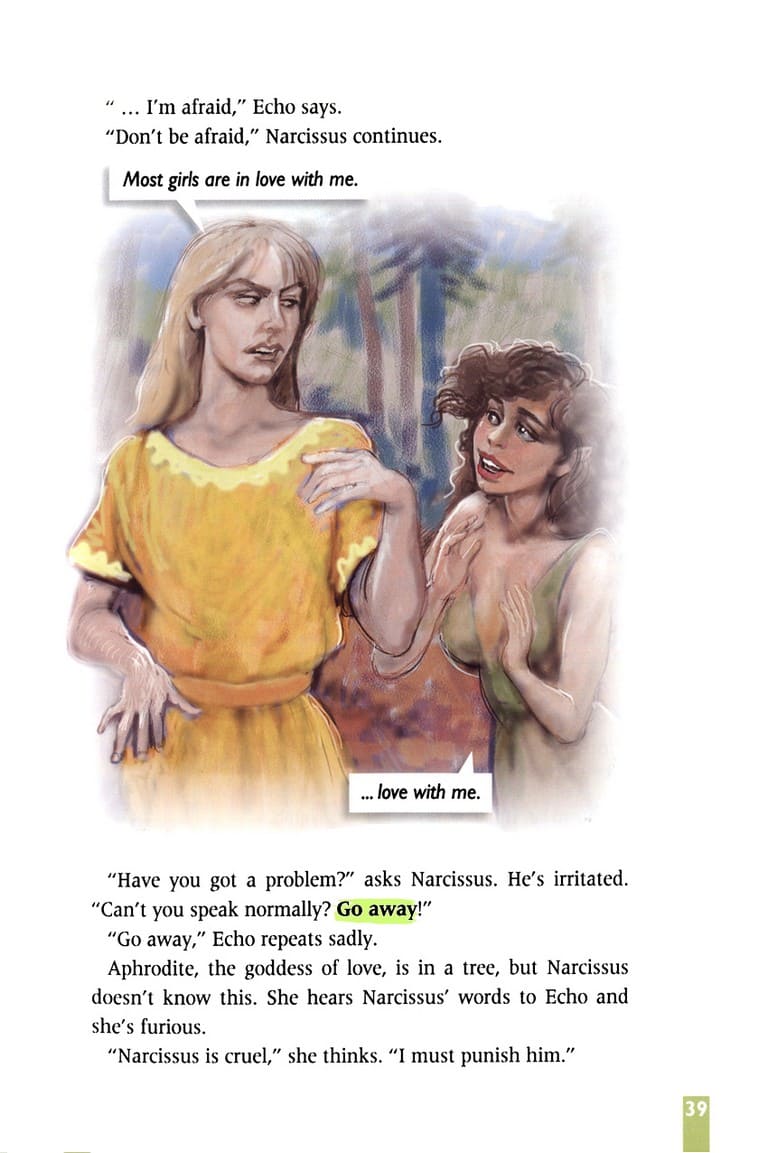 “ … I’m afraid,” Echo says.
“Don’t be afraid,” Narcissus continues.
Most girls are in love with me.
... love with me.
“Have you got a problem?” asks Narcissus. He’s irritated.
“Can’t you speak normally? Go away!”
“Go away,” Echo repeats sadly.
Aphrodite, the goddess of love, is in a tree, but Narcissus
doesn’t know this. She hears Narcissus’ words to Echo and
she’s furious.
“Narcissus is cruel,” she thinks. “I must punish him.”
39